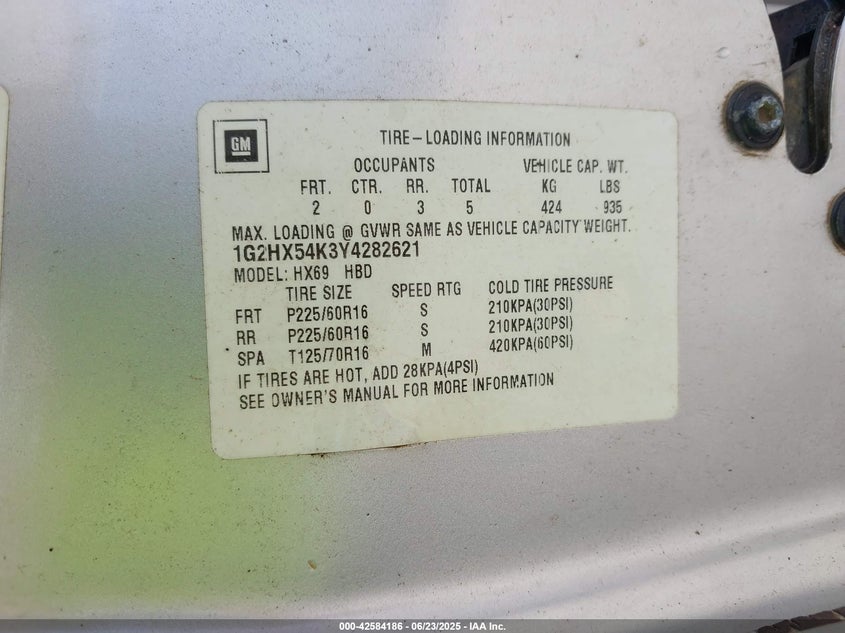 GM
TIRE-LOADING INFORMATION
OCCUPANTS VEHICLE CAP. WT.
FRT. CTR. RR. TOTAL KG LBS
2 0 3 5 424 935
MAX. LOADING @ GVWR SAME AS VEHICLE CAPACITY WEIGHT.
1G2HX54K3Y4282621
MODEL: HX69 HBD
TIRE SIZE SPEED RTG COLD TIRE PRESSURE
FRT P225/60R16 S 210KPA(30PSI)
RR P225/60R16 S 210KPA(30PSI)
SPA T125/70R16 M 420KPA(60PSI)
IF TIRES ARE HOT, ADD 28KPA(4PSI)
SEE OWNER'S MANUAL FOR MORE INFORMATION
000-42584186 - 06/23/2025 - IAA Inc.